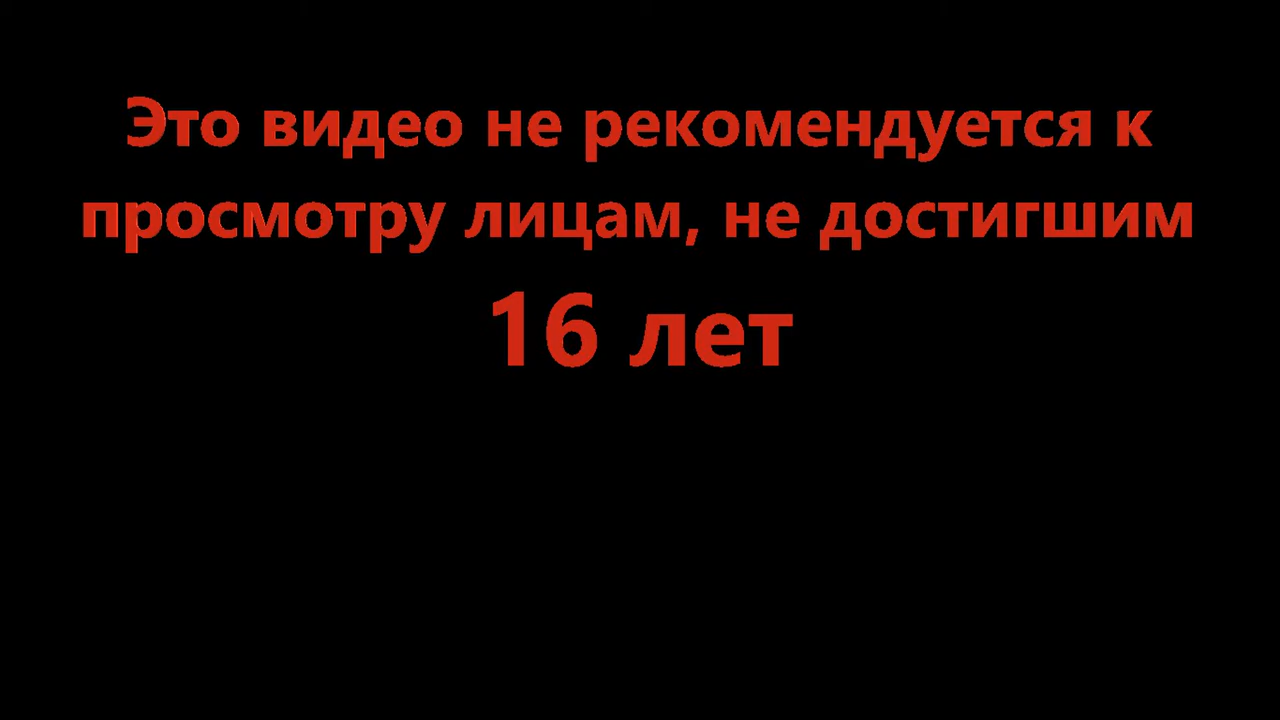 Это видео не рекомендуется к
просмотру лицам, не достигшим
16 лет